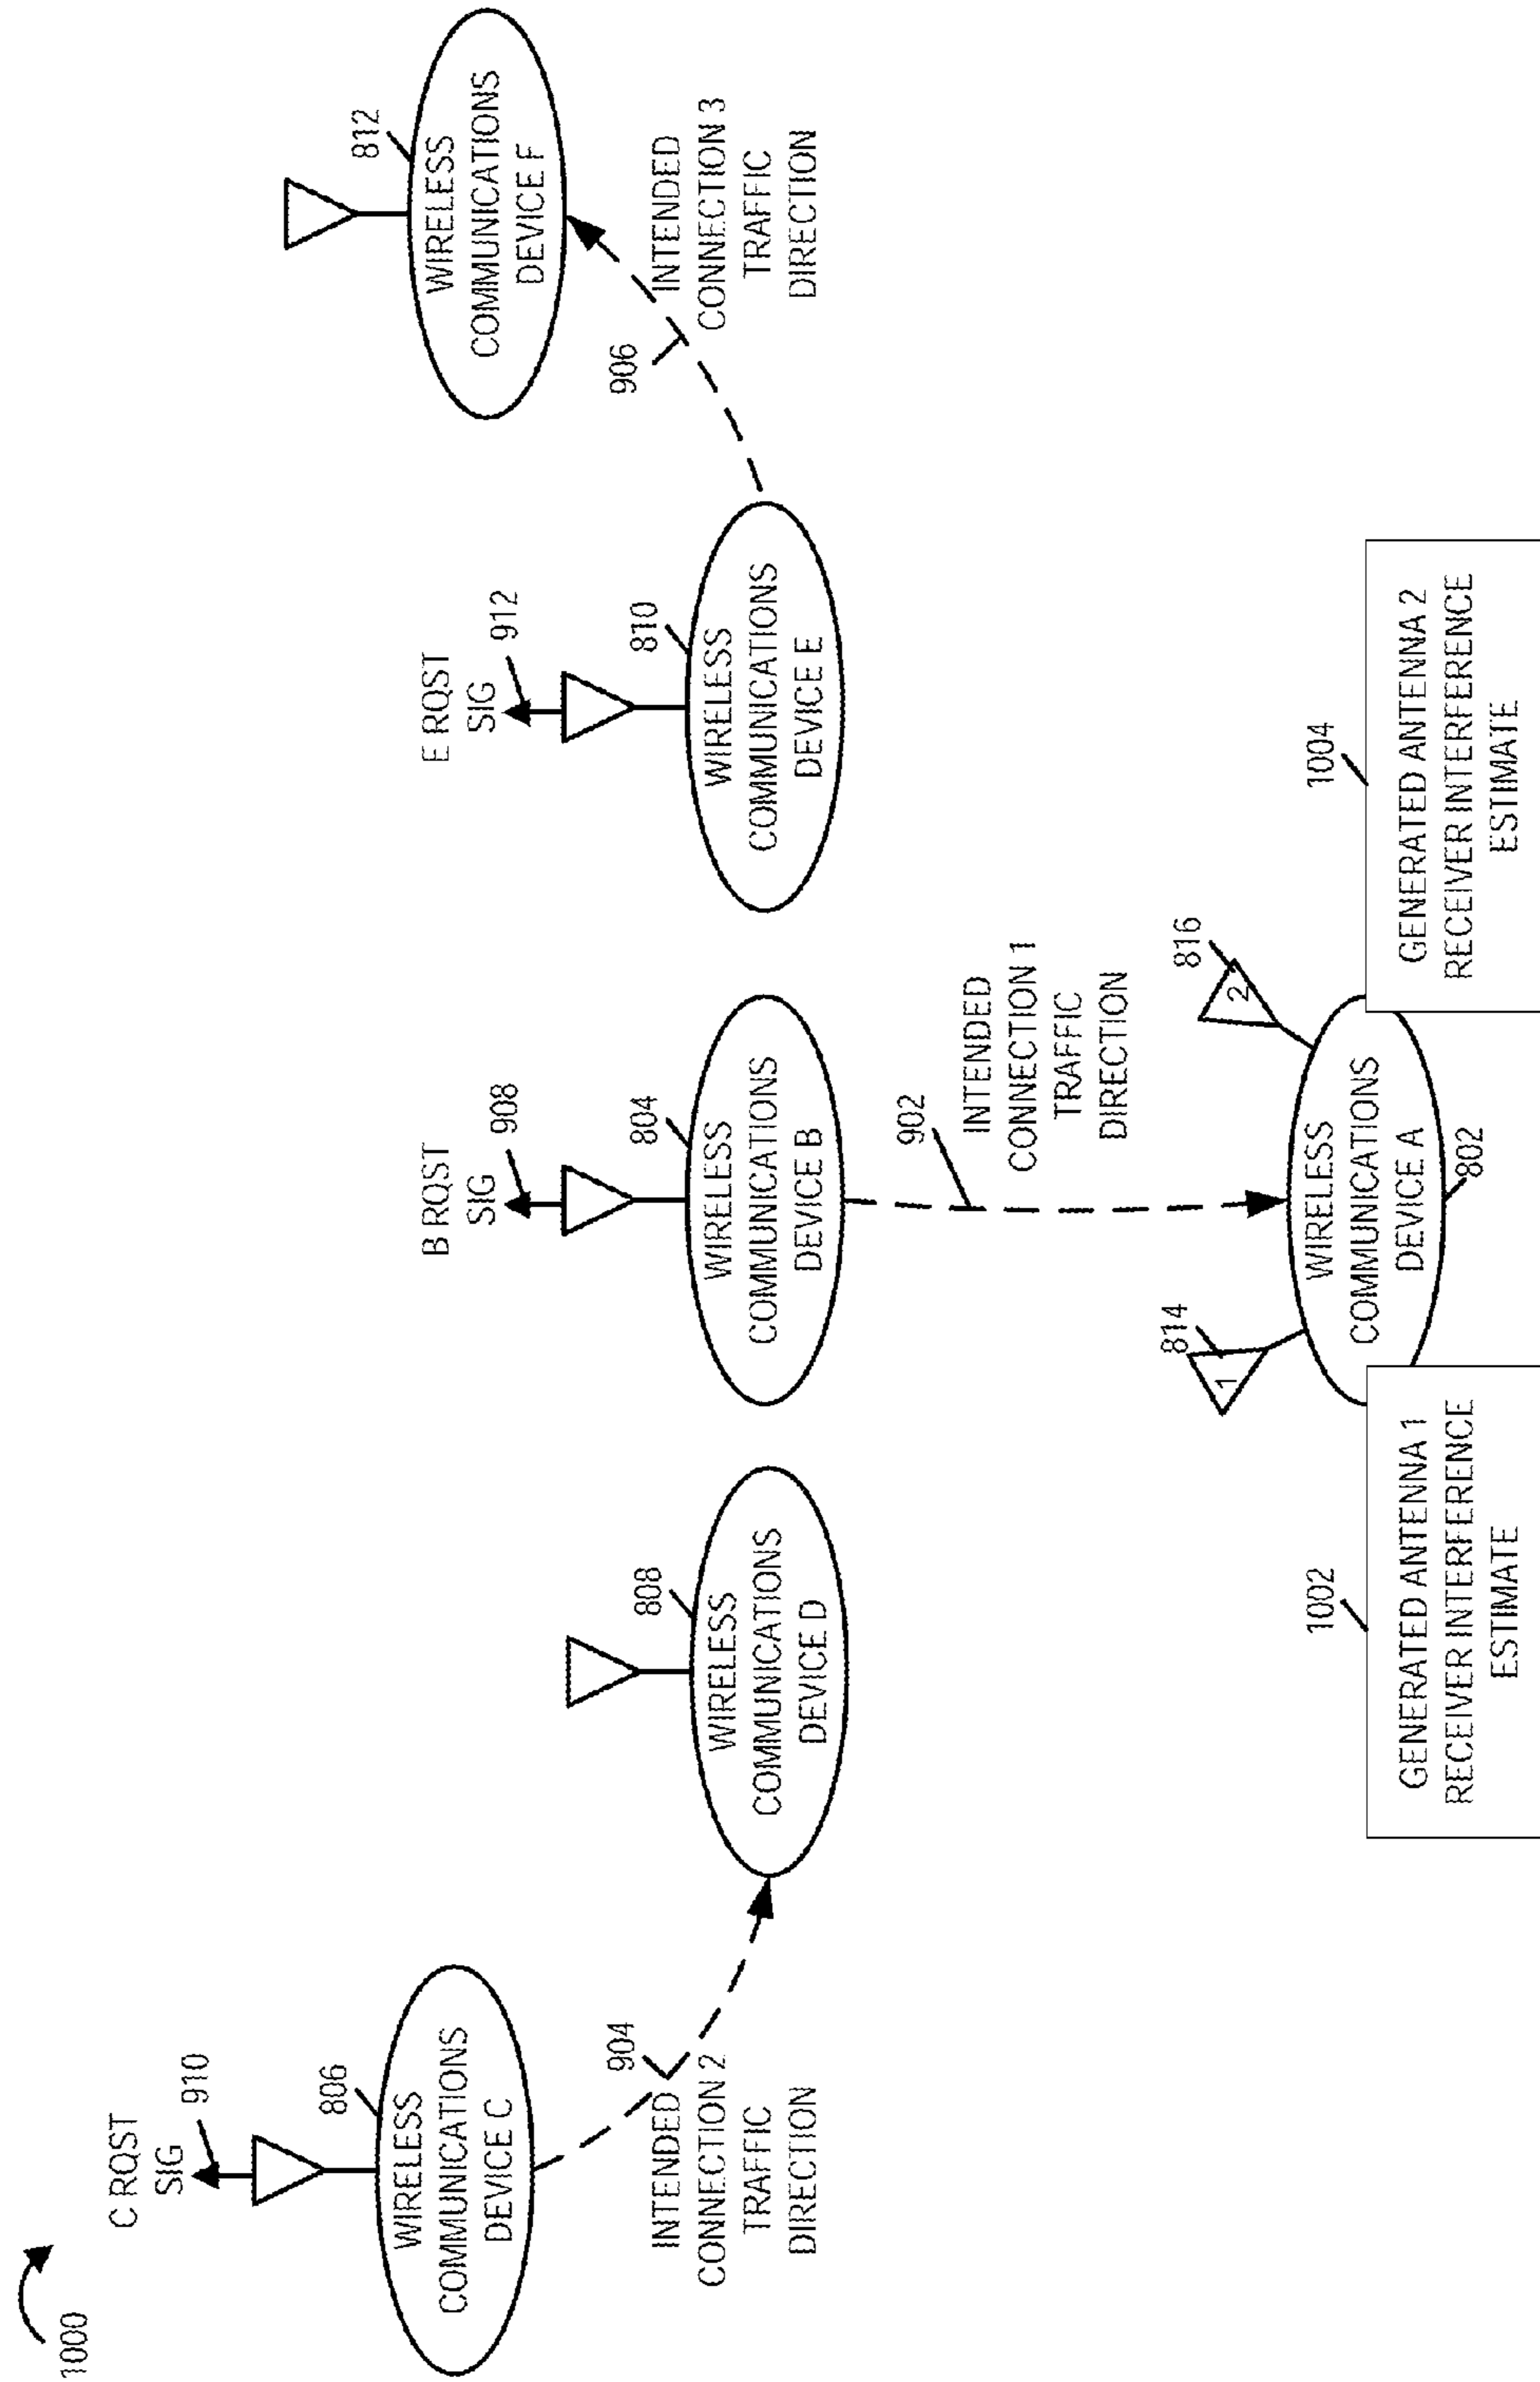 1000
C RQST
SIG
910
806
WIRELESS
COMMUNICATIONS
DEVICE C
904
INTENDED
CONNECTION 2
TRAFFIC
DIRECTION
808
WIRELESS
COMMUNICATIONS
DEVICE D
B RQST
SIG
908
804
WIRELESS
COMMUNICATIONS
DEVICE B
E RQST
SIG
912
810
WIRELESS
COMMUNICATIONS
DEVICE E
812
WIRELESS
COMMUNICATIONS
DEVICE F
906
INTENDED
CONNECTION 3
TRAFFIC
DIRECTION
902
INTENDED
CONNECTION 1
TRAFFIC
DIRECTION
814
1
816
2
WIRELESS
COMMUNICATIONS
DEVICE A
802
1002
GENERATED ANTENNA 1
RECEIVER INTERFERENCE
ESTIMATE
1004
GENERATED ANTENNA 2
RECEIVER INTERFERENCE
ESTIMATE